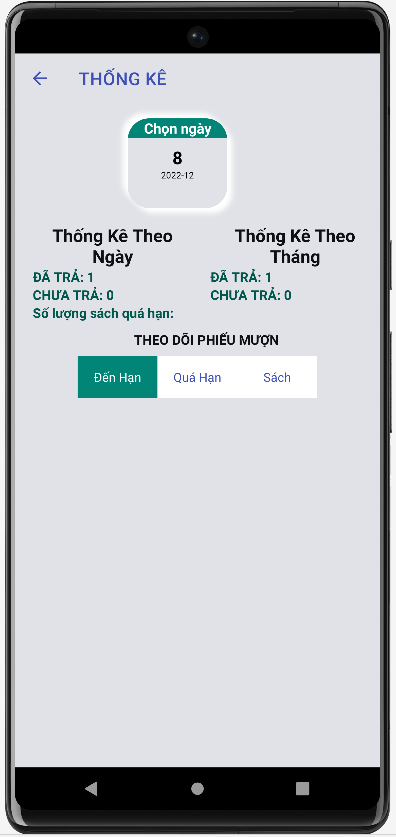 THỐNG KÊ
Chọn ngày
8
2022-12
Thống Kê Theo
Ngày
Thống Kê Theo
Tháng
ĐÃ TRẢ: 1
CHƯA TRẢ: 0
Số lượng sách quá hạn:
ĐÃ TRẢ: 1
CHƯA TRẢ: 0
THEO DÕI PHIẾU MƯỢN
Đến Hạn
Quá Hạn
Sách